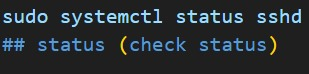 sudo systemctl status sshd
## status (check status)